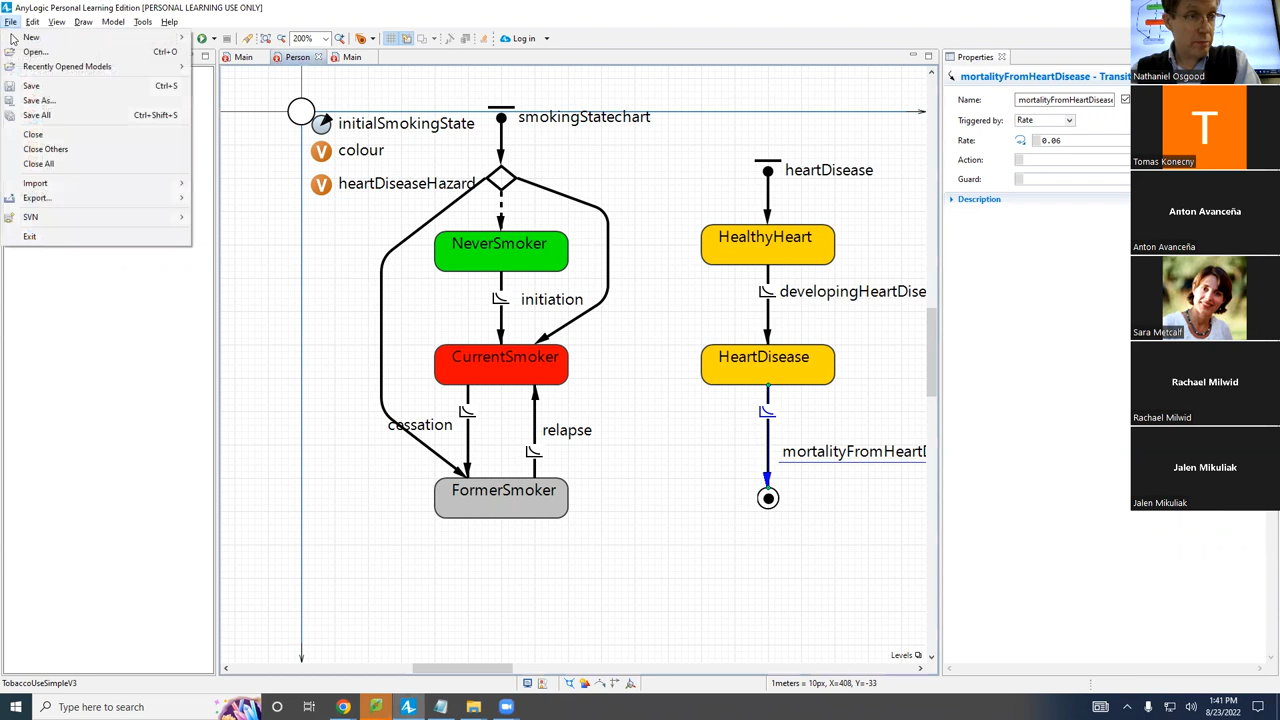 AnyLogic Personal Learning Edition [PERSONAL LEARNING USE ONLY]
File Edit View Draw Model Tools Help
200% Log in
New
Open... Ctrl+O
Recently Opened Models
Save Ctrl+S
Save As...
Save All Ctrl+Shift+S
Close
Close Others
Close All
Import
Export...
SVN
Exit
Main Person Main
initialSmokingState
colour
heartDiseaseHazard
smokingStatechart
NeverSmoker
initiation
CurrentSmoker
cessation
relapse
FormerSmoker
heartDisease
HealthyHeart
developingHeartDise
HeartDisease
mortalityFromHeartD
Levels
Properties
mortalityFromHeartDisease - Transit
Name: mortalityFromHeartDisease
Triggered by: Rate
Rate: 0.06
Action:
Guard:
Description
Nathaniel Osgood
T
Tomas Konecny
Anton Avanceña
Anton Avanceña
Sara Metcalf
Rachael Milwid
Rachael Milwid
Jalen Mikuliak
Jalen Mikuliak
TobaccoUseSimpleV3
1meters = 10px, X=408, Y=-33
Type here to search
1:41 PM
8/23/2022